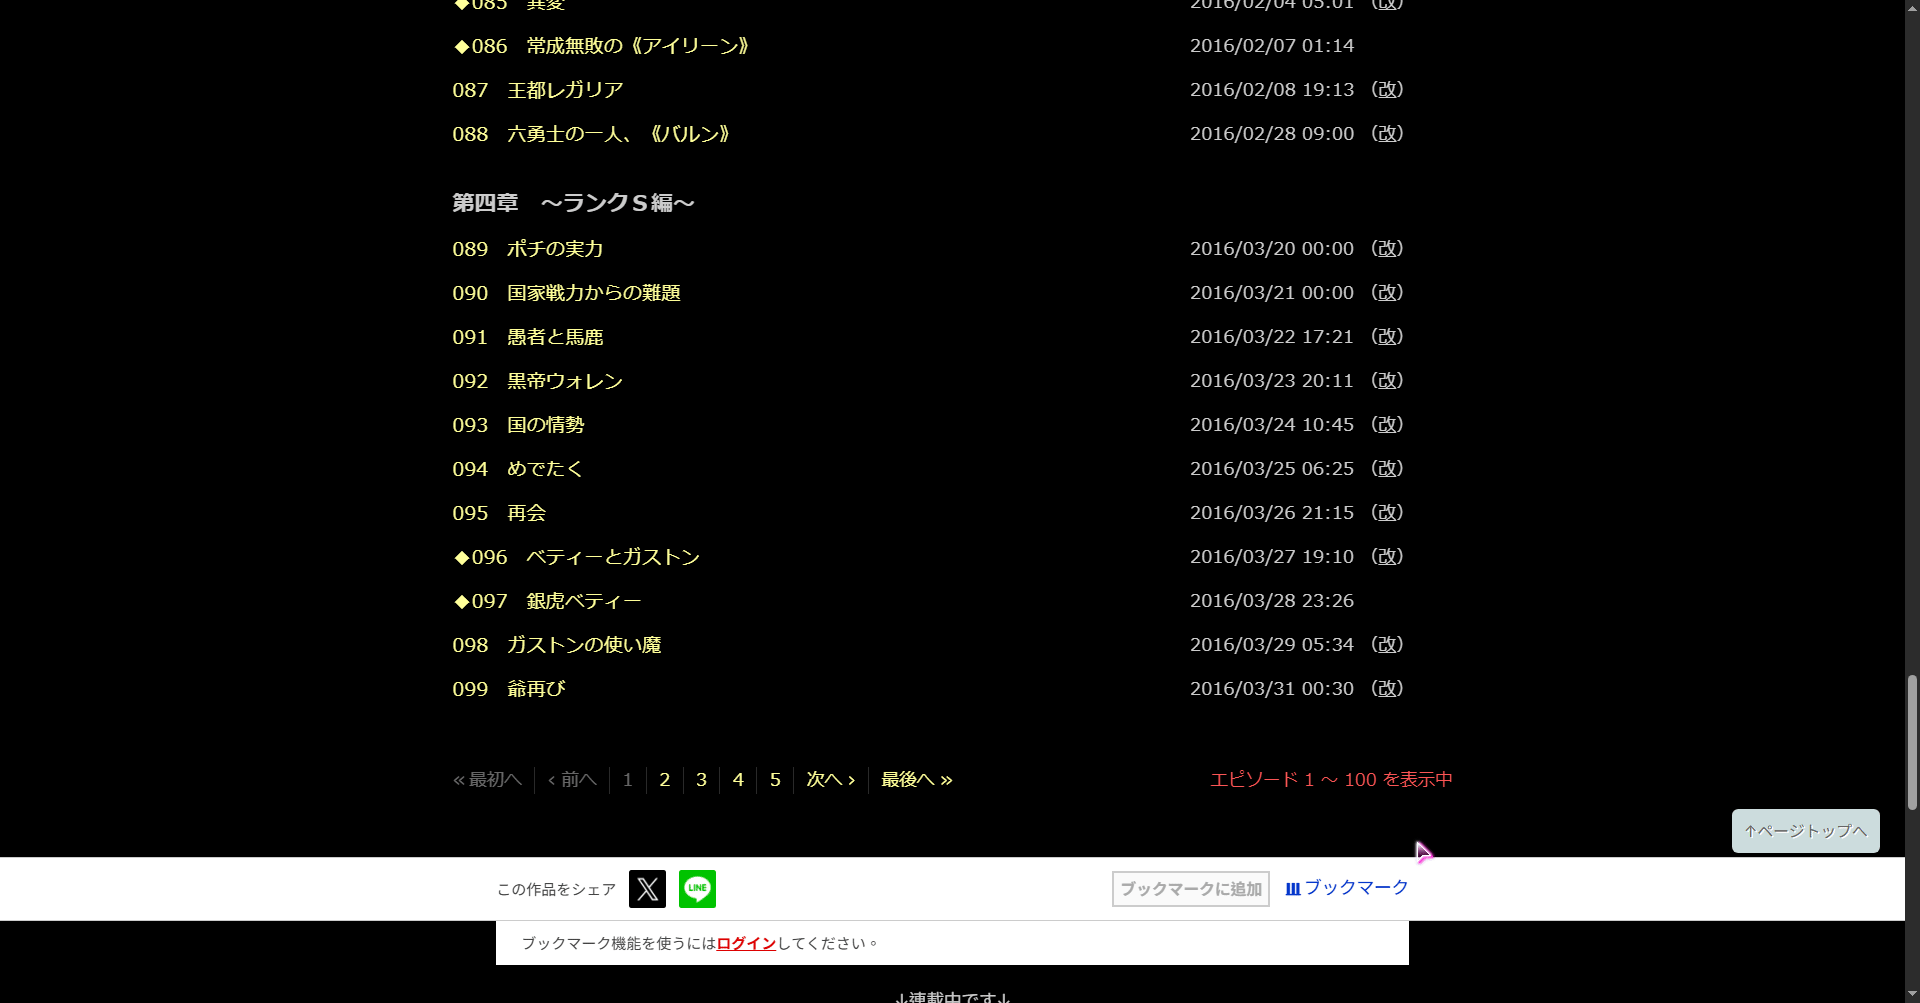 ◆085　異変　2016/02/04 05:01 （改）
◆086　常成無敗の《アイリーン》　2016/02/07 01:14
087　王都レガリア　2016/02/08 19:13 （改）
088　六勇士の一人、《バルン》　2016/02/28 09:00 （改）
第四章　～ランクＳ編～
089　ポチの実力　2016/03/20 00:00 （改）
090　国家戦力からの難題　2016/03/21 00:00 （改）
091　愚者と馬鹿　2016/03/22 17:21 （改）
092　黒帝ウォレン　2016/03/23 20:11 （改）
093　国の情勢　2016/03/24 10:45 （改）
094　めでたく　2016/03/25 06:25 （改）
095　再会　2016/03/26 21:15 （改）
◆096　ベティーとガストン　2016/03/27 19:10 （改）
◆097　銀虎ベティー　2016/03/28 23:26
098　ガストンの使い魔　2016/03/29 05:34 （改）
099　爺再び　2016/03/31 00:30 （改）
« 最初へ ‹ 前へ 1 2 3 4 5 次へ › 最後へ » エピソード 1 ～ 100 を表示中
↑ページトップへ
この作品をシェア LINE ブックマークに追加 ブックマーク
ブックマーク機能を使うにはログインしてください。
↓連載中です↓